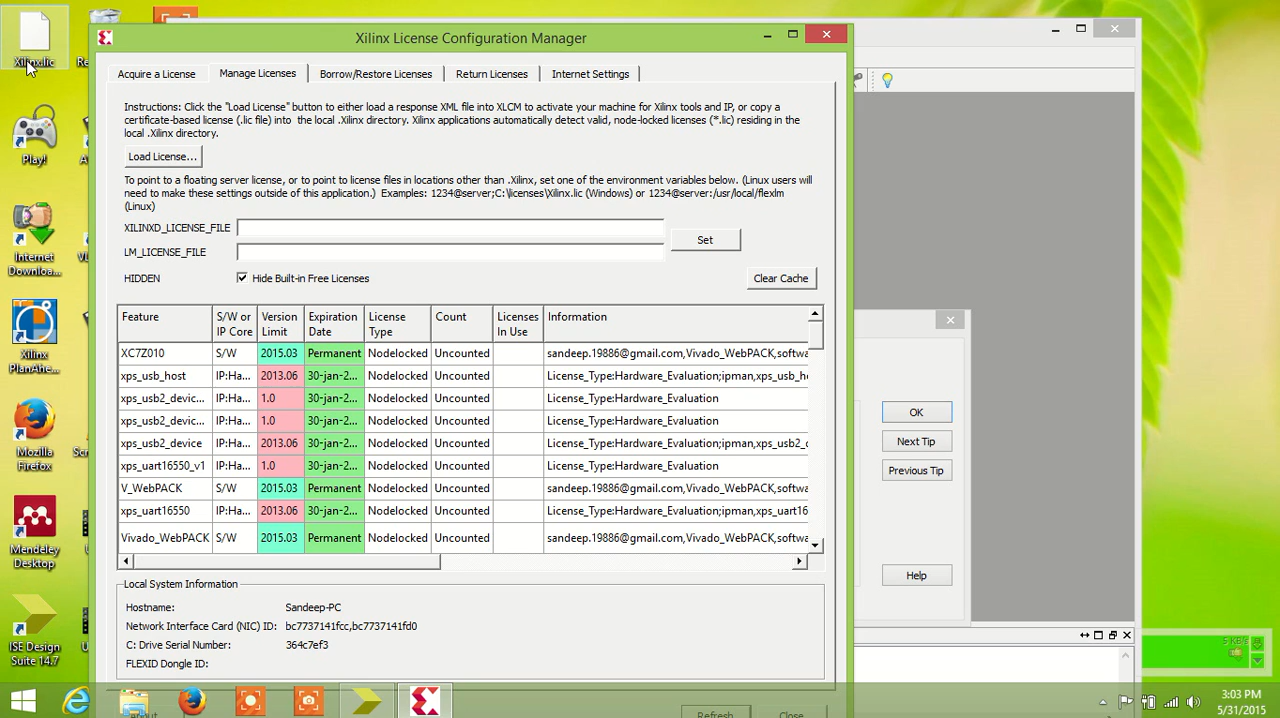 Xilinx.lic
Re
Xilinx License Configuration Manager
Acquire a License
Manage Licenses
Borrow/Restore Licenses
Return Licenses
Internet Settings
Instructions: Click the "Load License" button to either load a response XML file into XLCM to activate your machine for Xilinx tools and IP, or copy a
certificate-based license (.lic file) into the local .Xilinx directory. Xilinx applications automatically detect valid, node-locked licenses (*.lic) residing in the
local .Xilinx directory.
Load License...
To point to a floating server license, or to point to license files in locations other than .Xilinx, set one of the environment variables below. (Linux users will
need to make these settings outside of this application.) Examples: 1234@server;C:\licenses\Xilinx.lic (Windows) or 1234@server:/usr/local/flexlm
(Linux)
XILINXD_LICENSE_FILE
Set
LM_LICENSE_FILE
HIDDEN
Hide Built-in Free Licenses
Clear Cache
Feature S/W or IP Core Version Limit Expiration Date License Type Count Licenses In Use Information
XC7Z010 S/W 2015.03 Permanent Nodelocked Uncounted sandeep.19886@gmail.com,Vivado_WebPACK,softwa
xps_usb_host IP:Ha... 2013.06 30-jan-2... Nodelocked Uncounted License_Type:Hardware_Evaluation;ipman,xps_usb_h
xps_usb2_devic... IP:Ha... 1.0 30-jan-2... Nodelocked Uncounted License_Type:Hardware_Evaluation
xps_usb2_devic... IP:Ha... 1.0 30-jan-2... Nodelocked Uncounted License_Type:Hardware_Evaluation
xps_usb2_device IP:Ha... 2013.06 30-jan-2... Nodelocked Uncounted License_Type:Hardware_Evaluation;ipman,xps_usb2_
xps_uart16550_v1 IP:Ha... 1.0 30-jan-2... Nodelocked Uncounted License_Type:Hardware_Evaluation
V_WebPACK S/W 2015.03 Permanent Nodelocked Uncounted sandeep.19886@gmail.com,Vivado_WebPACK,softwa
xps_uart16550 IP:Ha... 2013.06 30-jan-2... Nodelocked Uncounted License_Type:Hardware_Evaluation;ipman,xps_uart16
Vivado_WebPACK S/W 2015.03 Permanent Nodelocked Uncounted sandeep.19886@gmail.com,Vivado_WebPACK,softwa
Local System Information
Hostname: Sandeep-PC
Network Interface Card (NIC) ID: bc7737141fcc,bc7737141fd0
C: Drive Serial Number: 364c7ef3
FLEXID Dongle ID:
Refresh
Close
OK
Next Tip
Previous Tip
Help
Play!
Internet
Downloa...
Xilinx
PlanAhe...
Mozilla
Firefox
Mendeley
Desktop
ISE Design
Suite 14.7
5 KB/s
3:03 PM
5/31/2015